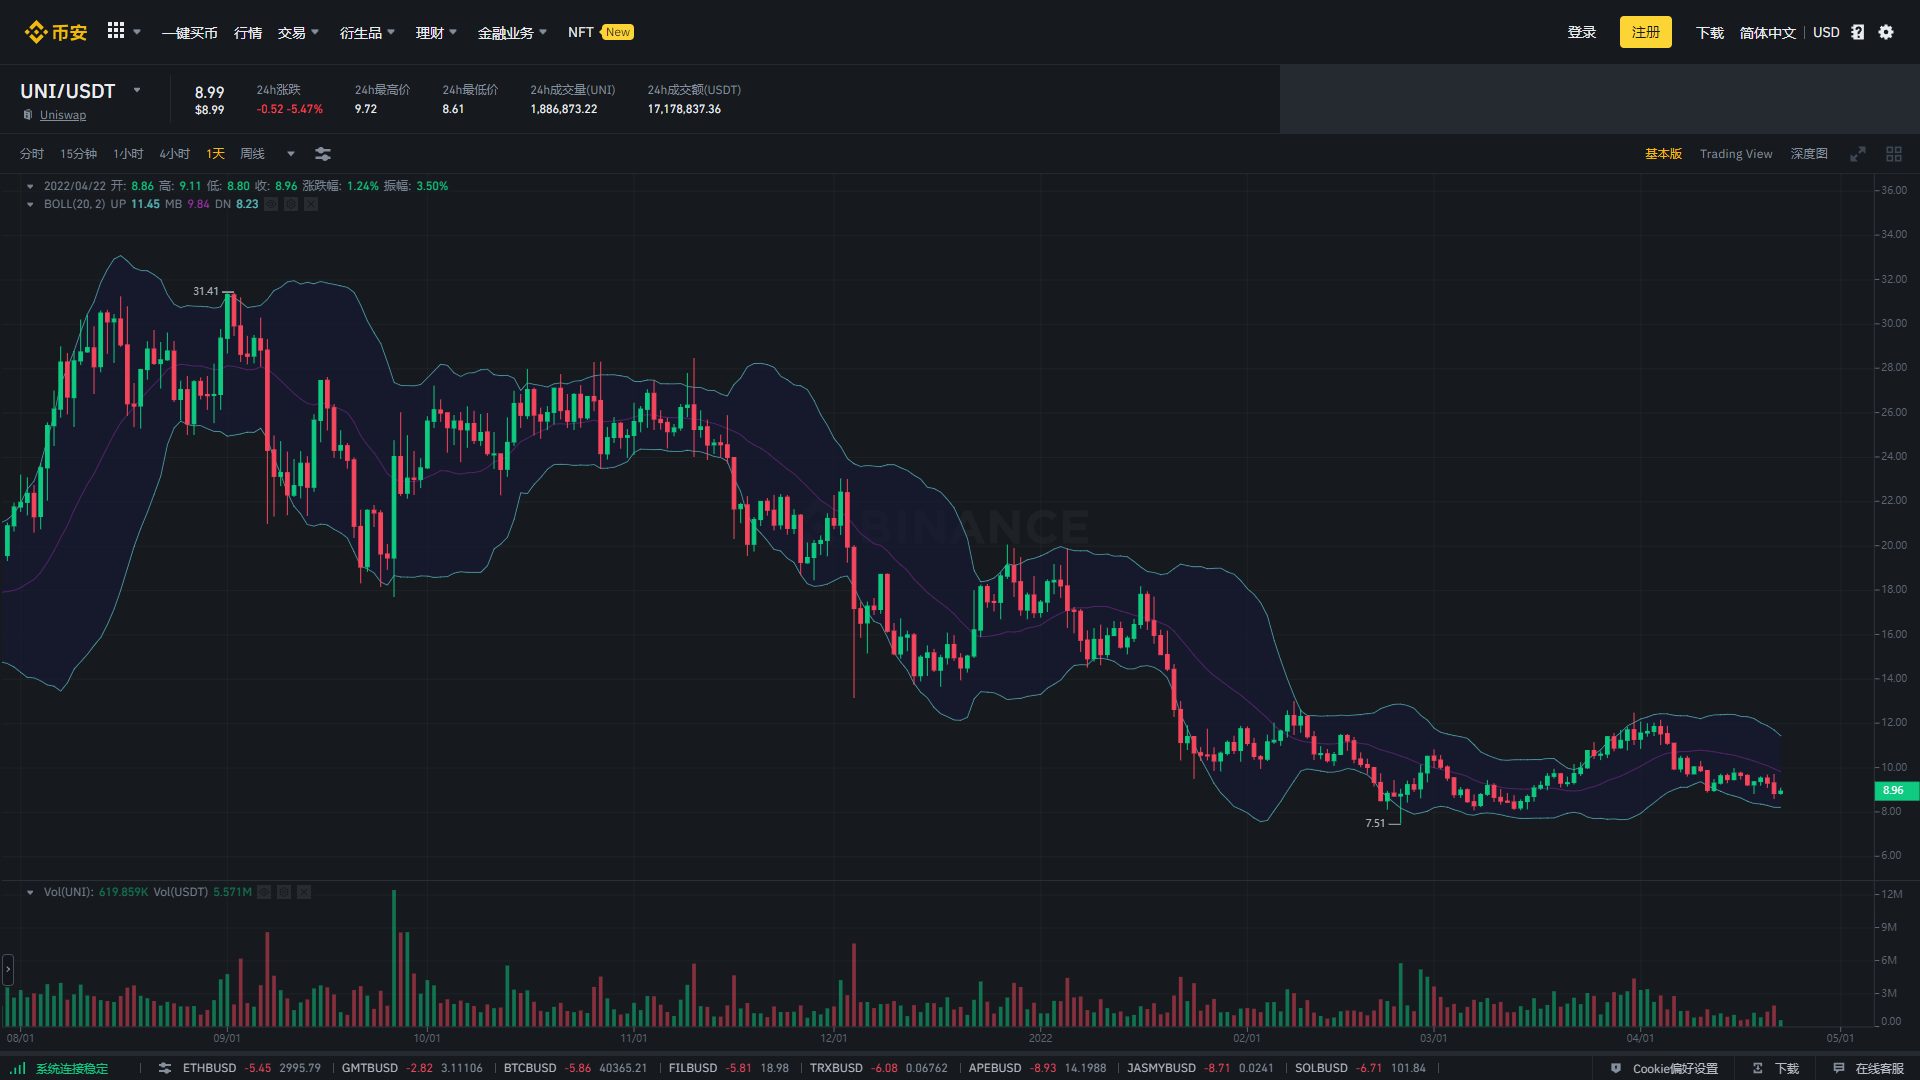 币安 一键买币 行情 交易 衍生品 理财 金融业务 NFT New 登录 注册 下载 简体中文 USD
UNI/USDT 8.99 24h涨跌 24h最高价 24h最低价 24h成交量(UNI) 24h成交额(USDT)
Uniswap $8.99 -0.52 -5.47% 9.72 8.61 1,886,873.22 17,178,837.36
分时 15分钟 1小时 4小时 1天 周线 基本版 Trading View 深度图
2022/04/22 开: 8.86 高: 9.11 低: 8.80 收: 8.96 涨跌幅: 1.24% 振幅: 3.50%
BOLL(20, 2) UP 11.45 MB 9.84 DN 8.23
36.00
34.00
32.00
31.41
30.00
28.00
26.00
24.00
22.00
BINANCE
20.00
18.00
16.00
14.00
12.00
10.00
8.96
8.00
7.51
6.00
Vol(UNI): 619.859K Vol(USDT) 5.571M
12M
9M
6M
3M
0.00
08/01 09/01 10/01 11/01 12/01 2022 02/01 03/01 04/01 05/01
系统连接稳定 ETHBUSD -5.45 2995.79 GMTBUSD -2.82 3.11106 BTCBUSD -5.86 40365.21 FILBUSD -5.81 18.98 TRXBUSD -6.08 0.06762 APEBUSD -8.93 14.1988 JASMYBUSD -8.71 0.0241 SOLBUSD -6.71 101.84 Cookie偏好设置 下载 在线客服